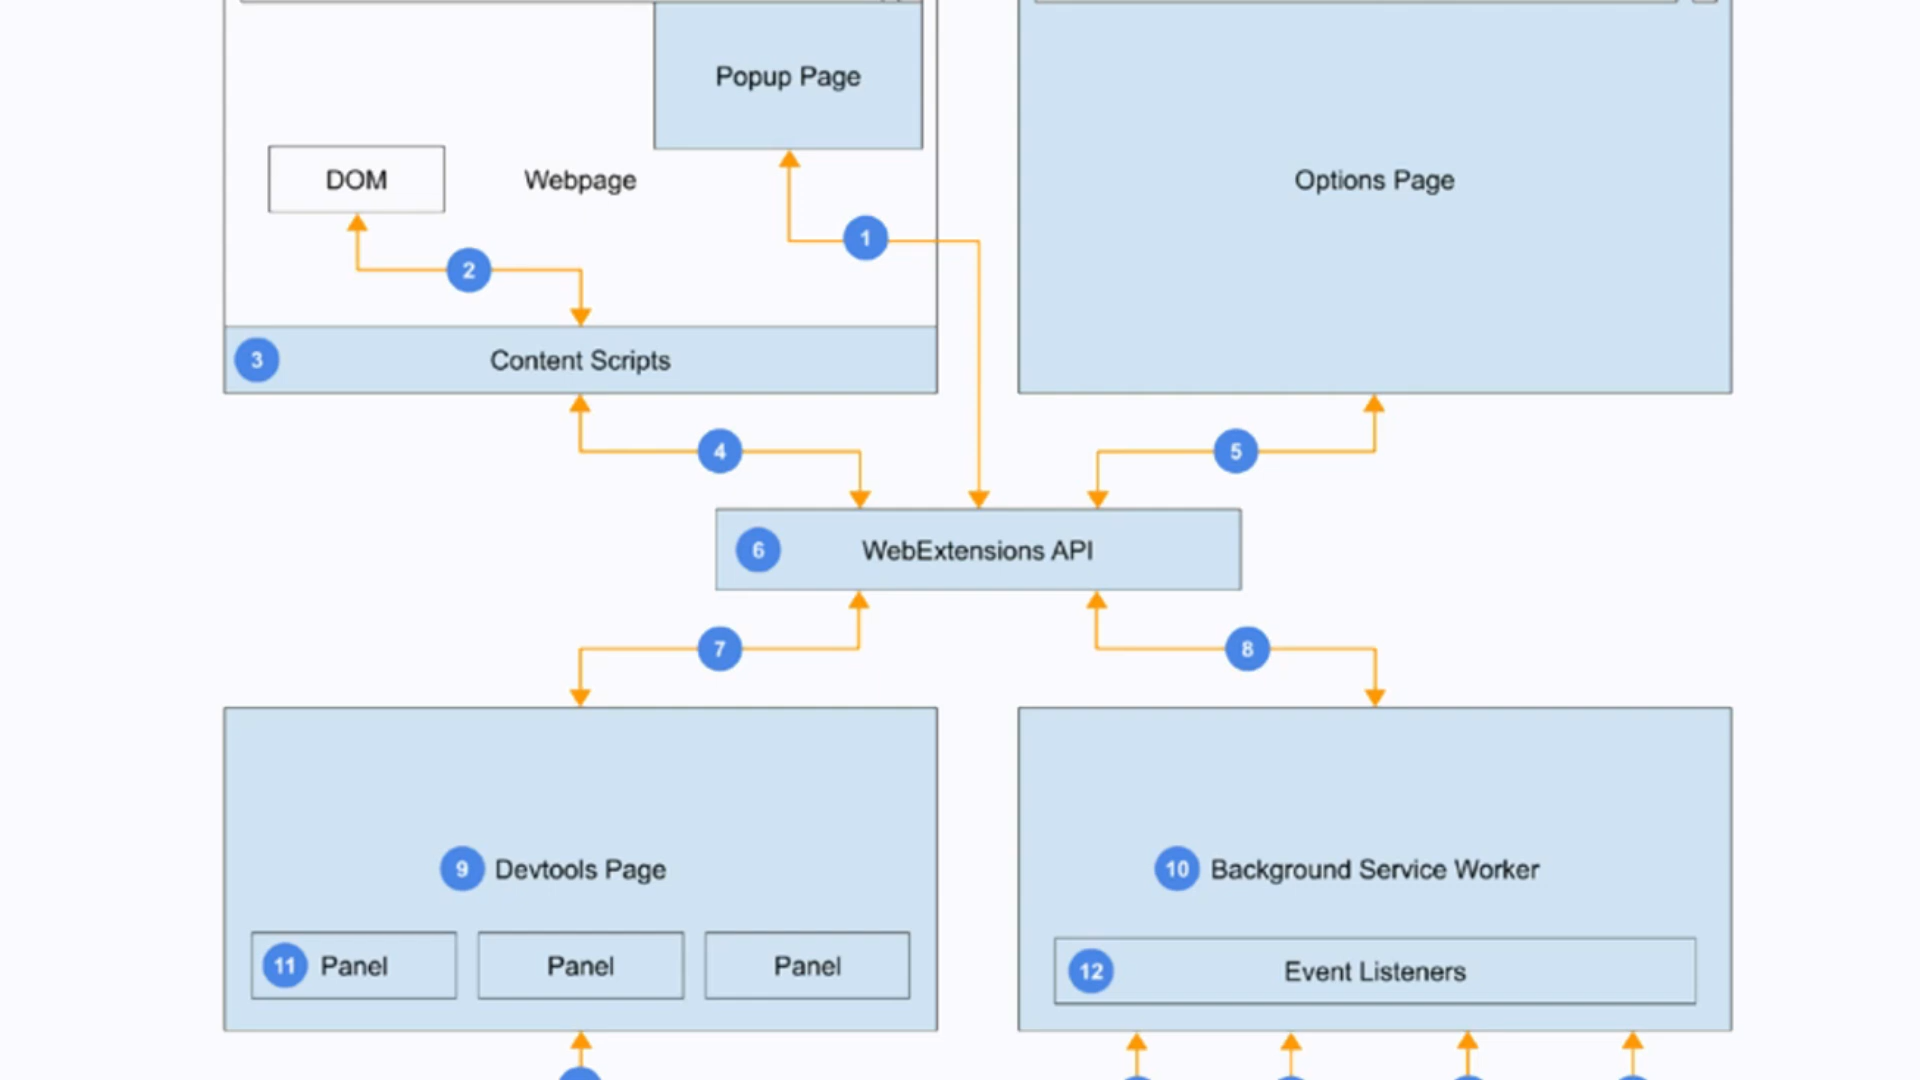 Popup Page
DOM
Webpage
Options Page
1
2
3
Content Scripts
4
5
6
WebExtensions API
7
8
9
Devtools Page
10
Background Service Worker
11
Panel
Panel
Panel
12
Event Listeners